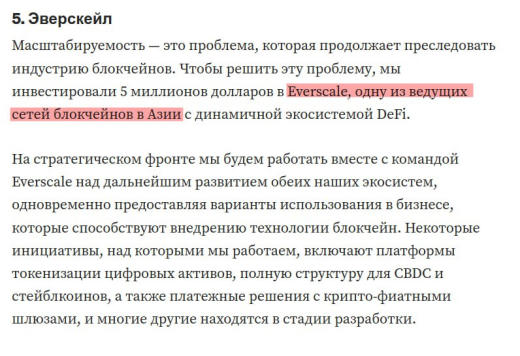 5. Эверскейл
Масштабируемость — это проблема, которая продолжает преследовать
индустрию блокчейнов. Чтобы решить эту проблему, мы
инвестировали 5 миллионов долларов в Everscale, одну из ведущих
сетей блокчейнов в Азии с динамичной экосистемой DeFi.
На стратегическом фронте мы будем работать вместе с командой
Everscale над дальнейшим развитием обеих наших экосистем,
одновременно предоставляя варианты использования в бизнесе,
которые способствуют внедрению технологии блокчейн. Некоторые
инициативы, над которыми мы работаем, включают платформы
токенизации цифровых активов, полную структуру для CBDC и
стейблкоинов, а также платежные решения с крипто-фиатными
шлюзами, и многие другие находятся в стадии разработки.